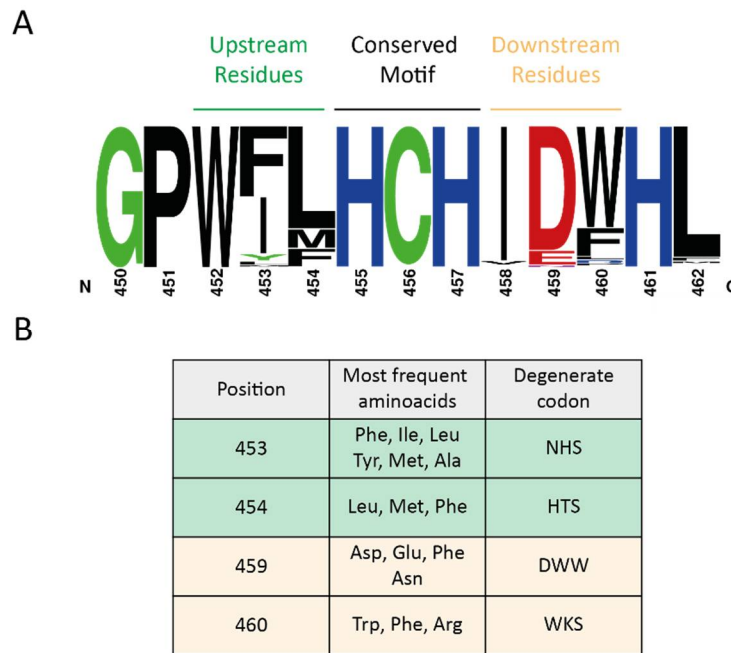 A
Upstream Conserved Downstream
Residues Motif Residues
G P W F I Y L M F H C H I V D E W F H L
N 450 451 452 453 454 455 456 457 458 459 460 461 462
B
Position Most frequent aminoacids Degenerate codon
453 Phe, Ile, Leu Tyr, Met, Ala NHS
454 Leu, Met, Phe HTS
459 Asp, Glu, Phe Asn DWW
460 Trp, Phe, Arg WKS